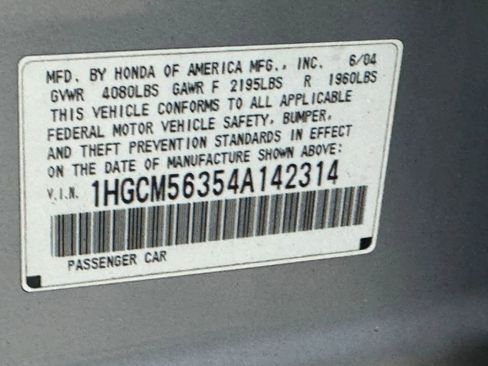 MFD. BY HONDA OF AMERICA MFG., INC. 6/04
GVWR 4080LBS GAWR F 2195LBS R 1960LBS
THIS VEHICLE CONFORMS TO ALL APPLICABLE
FEDERAL MOTOR VEHICLE SAFETY, BUMPER,
AND THEFT PREVENTION STANDARDS IN EFFECT
ON THE DATE OF MANUFACTURE SHOWN ABOVE:
V.I.N. 1HGCM56354A142314
PASSENGER CAR